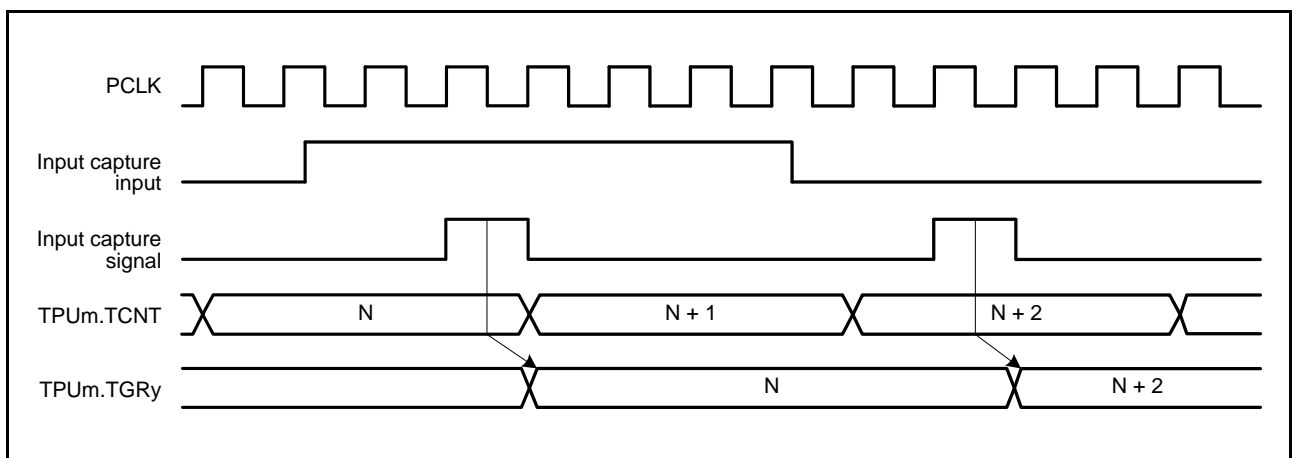 PCLK
Input capture
input
Input capture
signal
TPUm.TCNT
N
N + 1
N + 2
TPUm.TGRy
N
N + 2